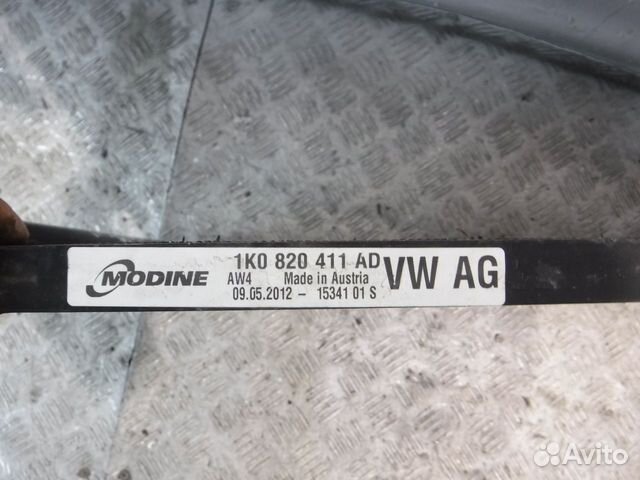 MODINE
1K0 820 411 AD
AW4 Made in Austria
09.05.2012 - 15341 01 S
VW AG
Avito